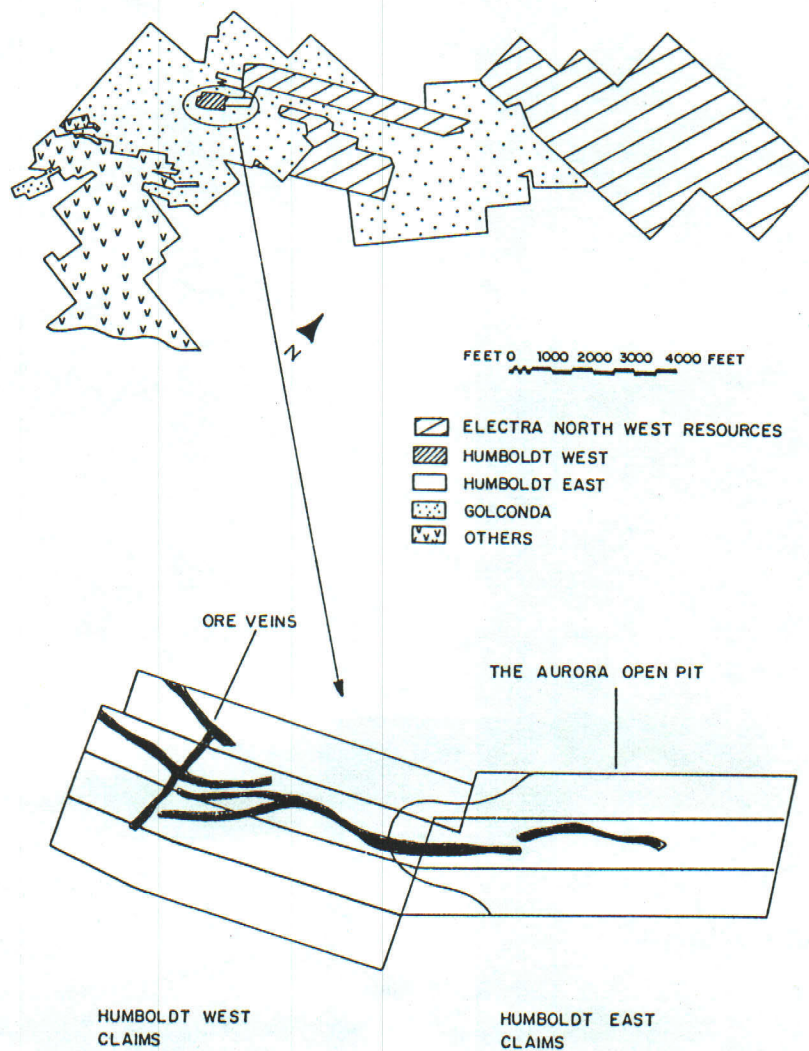 N
FEET 0 1000 2000 3000 4000 FEET
ELECTRA NORTH WEST RESOURCES
HUMBOLDT WEST
HUMBOLDT EAST
GOLCONDA
OTHERS
ORE VEINS
THE AURORA OPEN PIT
HUMBOLDT WEST
CLAIMS
HUMBOLDT EAST
CLAIMS